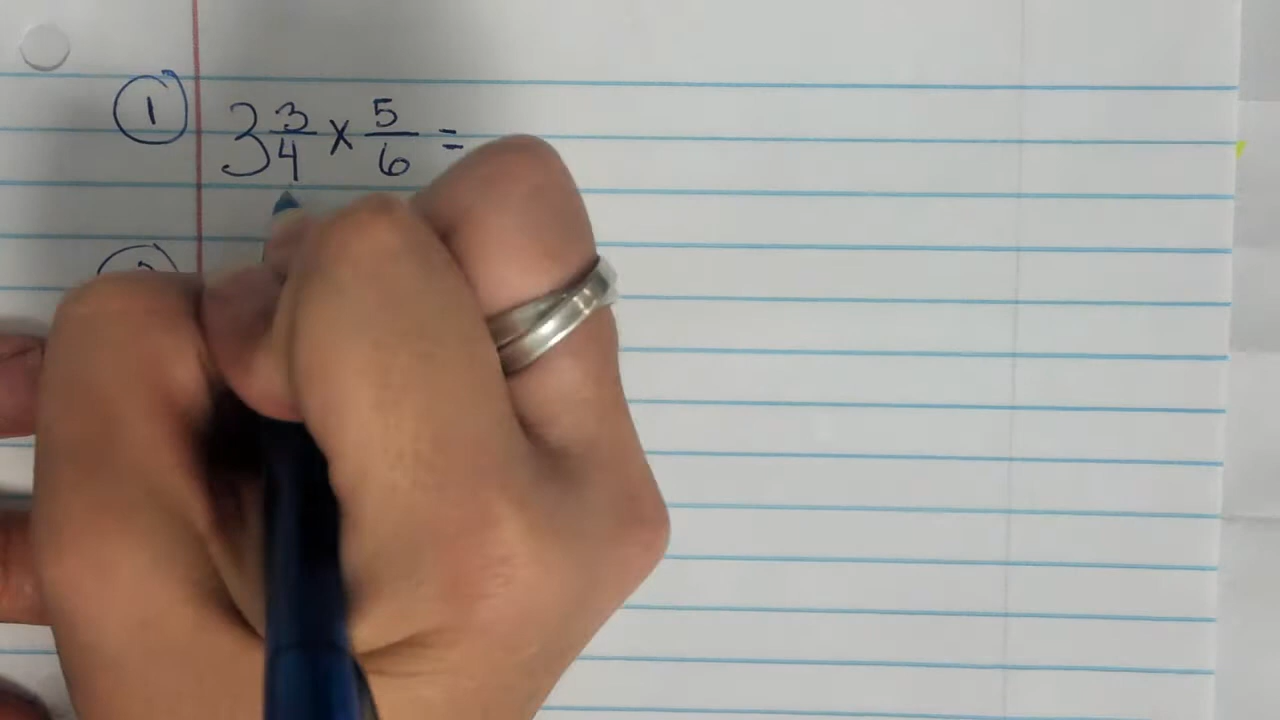 ① 3 3/4 x 5/6 =